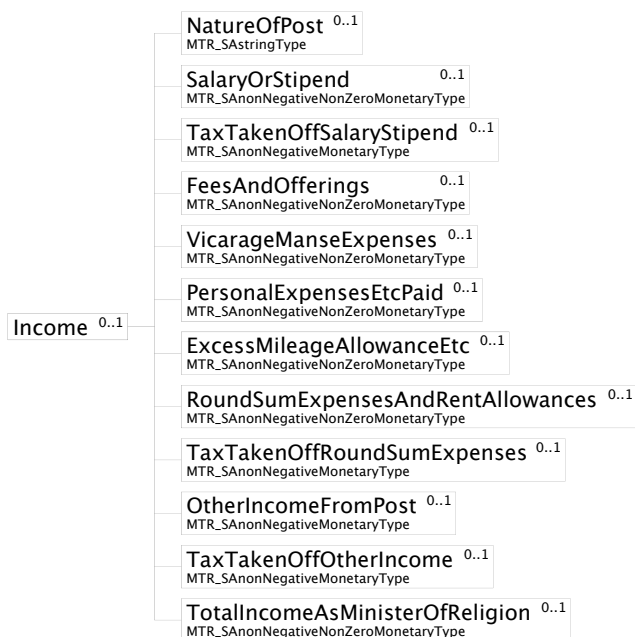 NatureOfPost 0..1
MTR_SAstringType
SalaryOrStipend 0..1
MTR_SAnonNegativeNonZeroMonetaryType
TaxTakenOffSalaryStipend 0..1
MTR_SAnonNegativeMonetaryType
FeesAndOfferings 0..1
MTR_SAnonNegativeNonZeroMonetaryType
VicarageManseExpenses 0..1
MTR_SAnonNegativeNonZeroMonetaryType
PersonalExpensesEtcPaid 0..1
MTR_SAnonNegativeNonZeroMonetaryType
Income 0..1
ExcessMileageAllowanceEtc 0..1
MTR_SAnonNegativeNonZeroMonetaryType
RoundSumExpensesAndRentAllowances 0..1
MTR_SAnonNegativeNonZeroMonetaryType
TaxTakenOffRoundSumExpenses 0..1
MTR_SAnonNegativeMonetaryType
OtherIncomeFromPost 0..1
MTR_SAnonNegativeMonetaryType
TaxTakenOffOtherIncome 0..1
MTR_SAnonNegativeMonetaryType
TotalIncomeAsMinisterOfReligion 0..1
MTR_SAnonNegativeNonZeroMonetaryType